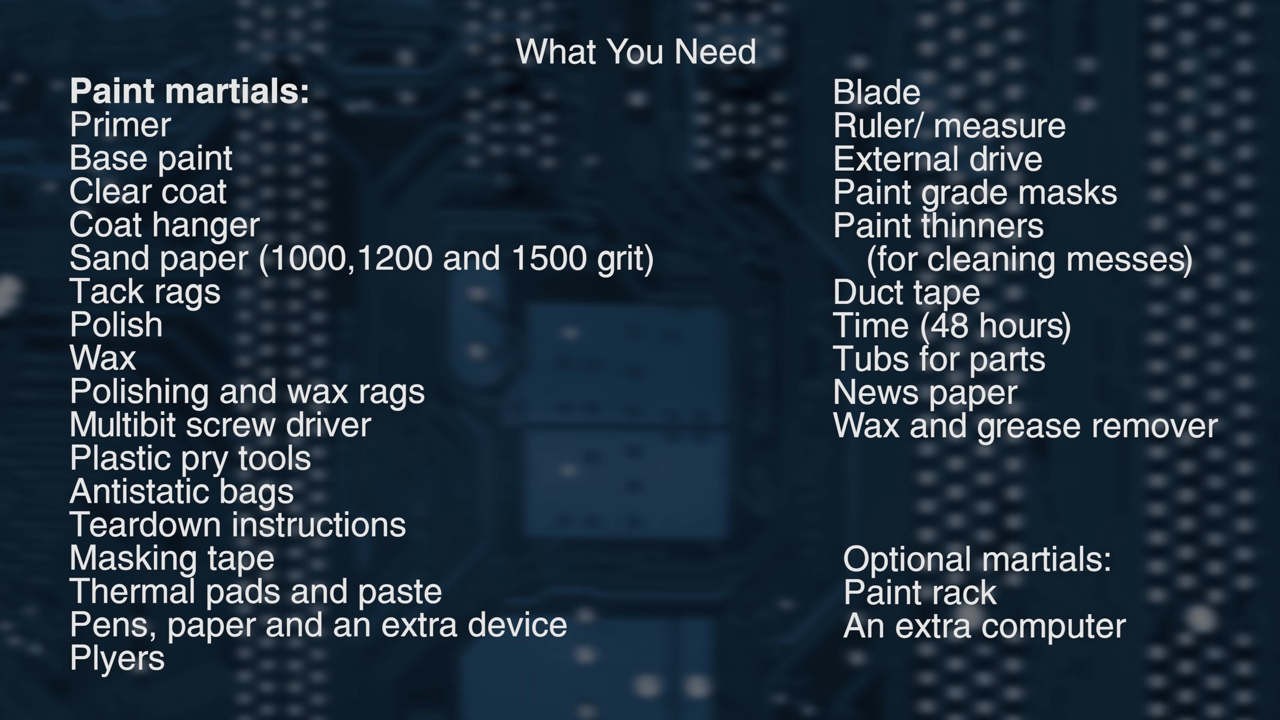 What You Need
Paint martials:
Primer
Base paint
Clear coat
Coat hanger
Sand paper (1000,1200 and 1500 grit)
Tack rags
Polish
Wax
Polishing and wax rags
Multibit screw driver
Plastic pry tools
Antistatic bags
Teardown instructions
Masking tape
Thermal pads and paste
Pens, paper and an extra device
Plyers
Blade
Ruler/ measure
External drive
Paint grade masks
Paint thinners
(for cleaning messes)
Duct tape
Time (48 hours)
Tubs for parts
News paper
Wax and grease remover
Optional martials:
Paint rack
An extra computer